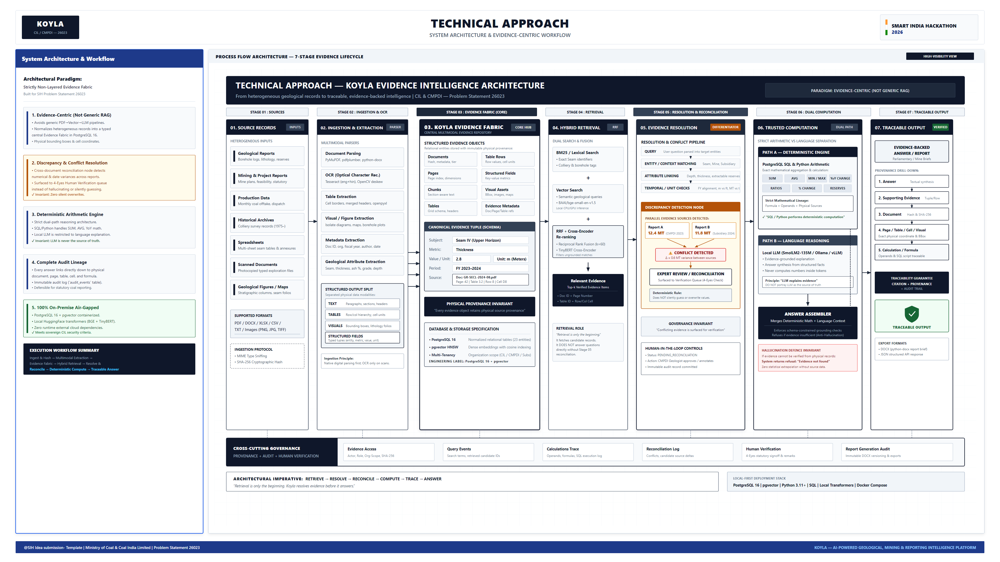 KOYLA
CIL / CMPDI — 26023
TECHNICAL APPROACH
SYSTEM ARCHITECTURE & EVIDENCE-CENTRIC WORKFLOW
SMART INDIA HACKATHON
2026
System Architecture & Workflow
Architectural Paradigm:
Strictly Non-Layered Evidence Fabric
Built for SIH Problem Statement 26023
1. Evidence-Centric (Not Generic RAG)
• Avoids generic PDF→Vector→LLM pipelines.
• Normalizes heterogeneous records into a typed
central Evidence Fabric in PostgreSQL 16.
• Physical bounding boxes & cell coordinates.
2. Discrepancy & Conflict Resolution
• Cross-document reconciliation node detects
numerical & date variances across reports.
• Surfaced to 4-Eyes Human Verification queue
instead of hallucinating or silently guessing.
✓ Invariant: Zero silent overwrites.
3. Deterministic Arithmetic Engine
• Strict dual-path reasoning architecture.
• SQL/Python handles SUM, AVG, YoY math.
• Local LLM is restricted to language explanation.
✓ Invariant: LLM is never the source of truth.
4. Complete Audit Lineage
• Every answer links directly down to physical
document, page, table, cell, and formula.
• Immutable audit log (`audit_events` table).
• Defensible for statutory coal reporting.
5. 100% On-Premise Air-Gapped
• PostgreSQL 16 + pgvector containerized.
• Local HuggingFace transformers (BGE + TinyBERT).
• Zero runtime external cloud dependencies.
✓ Meets sovereign CIL security criteria.
EXECUTION WORKFLOW SUMMARY
Ingest & Hash → Multimodal Extraction →
Evidence Fabric → Hybrid Retrieval → Resolve &
Reconcile → Deterministic Compute → Traceable Answer
PROCESS FLOW ARCHITECTURE — 7-STAGE EVIDENCE LIFECYCLE
HIGH-VISIBILITY VIEW
TECHNICAL APPROACH — KOYLA EVIDENCE INTELLIGENCE ARCHITECTURE
From heterogeneous geological records to traceable, evidence-backed intelligence | CIL & CMPDI — Problem Statement 26023
PARADIGM: EVIDENCE-CENTRIC (NOT GENERIC RAG)
STAGE 01 : SOURCES
01. SOURCE RECORDS
INPUTS
HETEROGENEOUS INPUTS
Geological Reports
Borehole logs, lithology, reserves
Mining & Project Reports
Mine plans, feasibility, statutory
Production Data
Monthly coal offtake, dispatch
Historical Archives
Colliery survey records (1975–)
Spreadsheets
Multi-sheet seam tables & annexures
Scanned Documents
Photocopied typed exploration files
Geological Figures / Maps
Stratigraphic columns, seam folios
SUPPORTED FORMATS
PDF / DOCX / XLSX / CSV /
TXT / Images (PNG, JPG, TIFF)
INGESTION PROTOCOL
• MIME Type Sniffing
• SHA-256 Cryptographic Hash
STAGE 02 : INGESTION & OCR
02. INGESTION & EXTRACTION
PARSER
MULTIMODAL PARSERS
Document Parsing
PyMuPDF, pdfplumber, python-docx
OCR (Optical Character Rec.)
Tesseract (eng+hin), OpenCV deskew
Table Extraction
Cell borders, merged headers, openpyxl
Visual / Figure Extraction
Isolate diagrams, maps, borehole plots
Metadata Extraction
Doc ID, org, fiscal year, author, date
Geological Attribute Extraction
Seam, thickness, ash %, grade, depth
STRUCTURED OUTPUT SPLIT
Separated physical data modalities:
TEXT Paragraphs, sections, headers
TABLES Row/col hierarchy, cell units
VISUALS Bounding boxes, lithology folios
STRUCTURED FIELDS
Typed tuples (entity, metric, value, unit)
Ingestion Principle:
Native digital parsing first; OCR only on scans.
STAGE 03 : EVIDENCE FABRIC (CORE)
03. KOYLA EVIDENCE FABRIC
CENTRAL MULTIMODAL EVIDENCE REPOSITORY
CORE HUB
STRUCTURED EVIDENCE OBJECTS
Relational entities stored with immutable physical provenance:
Documents
Hash, metadata, tier
Table Rows
Row values, cell units
Pages
Page index, dimensions
Structured Fields
Key-value metrics
Chunks
Section-aware text
Visual Assets
BBox, images, maps
Tables
Grid schema, headers
Evidence Metadata
Doc/Page/Table refs
CANONICAL EVIDENCE TUPLE (SCHEMA)
Subject: Seam IV (Upper Horizon)
Metric: Thickness
Value / Unit: 2.8 Unit: m (Meters)
Period: FY 2023–2024
Source: Doc: GR-SECL-2024-08.pdf
Page: 42 | Table 3.2 | Row 8 | Cell D8
PHYSICAL PROVENANCE INVARIANT
"Every evidence object retains physical source provenance"
DATABASE & STORAGE SPECIFICATION
• PostgreSQL 16 Normalized relational tables (23 entities)
• pgvector HNSW Dense embeddings with cosine indexing
• Multi-Tenancy Organization scope (CIL / CMPDI / Subs)
ENGINEERING LABEL: PostgreSQL 16 + pgvector
STAGE 04 : RETRIEVAL
04. HYBRID RETRIEVAL
RRF
DUAL SEARCH & FUSION
BM25 / Lexical Search
• Exact Seam identifiers
• Colliery & borehole tags
+
Vector Search
• Semantic geological queries
• BAAI/bge-small-en-v1.5
Local CPU/GPU inference
+
RRF + Cross-Encoder
Re-ranking
• Reciprocal Rank Fusion (k=60)
• TinyBERT Cross-Encoder
Filters ungrounded matches
Relevant Evidence
Top-k Verified Evidence Items
• Doc ID + Page Number
• Table ID + Row/Col Cell
RETRIEVAL ROLE
"Retrieval is only the beginning."
It fetches candidate records.
It DOES NOT answer questions
directly without Stage 05
reconciliation.
STAGE 05 : RESOLUTION & RECONCILIATION
05. EVIDENCE RESOLUTION
DIFFERENTIATOR
RESOLUTION & CONFLICT PIPELINE
QUERY User question parsed into target entities
ENTITY / CONTEXT MATCHING Seam, Mine, Subsidiary
ATTRIBUTE LINKING Depth, thickness, extractable reserves
TEMPORAL / UNIT CHECKS FY alignment, m vs ft, MT vs t
DISCREPANCY DETECTION NODE
PARALLEL EVIDENCE SOURCES DETECTED:
Report A
12.4 MT (CMPDI 2023)
Report B
11.8 MT (Subsidiary 2024)
⚠ CONFLICT DETECTED
Δ = 0.6 MT variance between sources
EXPERT REVIEW / RECONCILIATION
Surfaced to Verification Queue (4-Eyes Check)
Deterministic Rule:
Does NOT silently guess or overwrite values.
GOVERNANCE INVARIANT
"Conflicting evidence is surfaced for verification"
HUMAN-IN-THE-LOOP CONTROLS
• Status: PENDING_RECONCILIATION
• Action: CMPDI Geologist approves / annotates
• Immutable audit record committed
STAGE 06 : DUAL COMPUTATION
06. TRUSTED COMPUTATION
DUAL PATH
STRICT ARITHMETIC VS LANGUAGE SEPARATION
PATH A — DETERMINISTIC ENGINE
PostgreSQL SQL & Python Arithmetic
Exact mathematical aggregation & calculation:
SUM AVG MIN / MAX YoY CHANGE
RATIOS % CHANGE RESERVES
Strict Mathematical Lineage:
Formula + Operands + Physical Sources
✓ "SQL / Python performs deterministic computation"
PATH B — LANGUAGE REASONING
Local LLM (SmolLM2-135M / Ollama / vLLM)
• Evidence-grounded explanation
• Answer synthesis from structured facts
• Never computes numbers inside tokens
Principle: "LLM explains evidence"
DO NOT portray LLM as the source of truth
ANSWER ASSEMBLER
Merges Deterministic Math + Language Context
Enforces schema-constrained grounding checks
Refuses if evidence insufficient (Anti-Hallucination)
HALLUCINATION DEFENCE INVARIANT
If evidence cannot be verified from physical records:
System returns refusal: "Evidence not found"
Zero statistical extrapolation without source data.
STAGE 07 : TRACEABLE OUTPUT
07. TRACEABLE OUTPUT
VERIFIED
EVIDENCE-BACKED
ANSWER / REPORT
Parliamentary / Mine Briefs
PROVENANCE DRILL-DOWN:
1. Answer Textual synthesis
2. Supporting Evidence Tuple/Row
3. Document Hash & SHA-256
4. Page / Table / Cell / Visual
Exact physical coordinate & BBox
5. Calculation / Formula
Operands & SQL script traceable
TRACEABILITY GUARANTEE
CITATION + PROVENANCE
+ AUDIT TRAIL
TRACEABLE OUTPUT
EXPORT FORMATS
• DOCX (python-docx report brief)
• JSON structured API response
CROSS-CUTTING GOVERNANCE
PROVENANCE + AUDIT + HUMAN VERIFICATION
Evidence Access
Actor, Role, Org-Scope, SHA-256
Query Events
Search terms, retrieved candidate IDs
Calculations Trace
Operands, formulas, SQL execution log
Reconciliation Log
Conflicts, candidate source deltas
Human Verification
4-Eyes statutory signoff & remarks
Report Generation Audit
Immutable DOCX versioning & exports
ARCHITECTURAL IMPERATIVE: RETRIEVE → RESOLVE → RECONCILE → COMPUTE → TRACE → ANSWER
"Retrieval is only the beginning. Koyla resolves evidence before it answers."
LOCAL-FIRST DEPLOYMENT STACK
PostgreSQL 16 | pgvector | Python 3.11+ | SQL | Local Transformers | Docker Compose
@SIH Idea submission- Template | Ministry of Coal & Coal India Limited | Problem Statement 26023
KOYLA — AI-POWERED GEOLOGICAL, MINING & REPORTING INTELLIGENCE PLATFORM